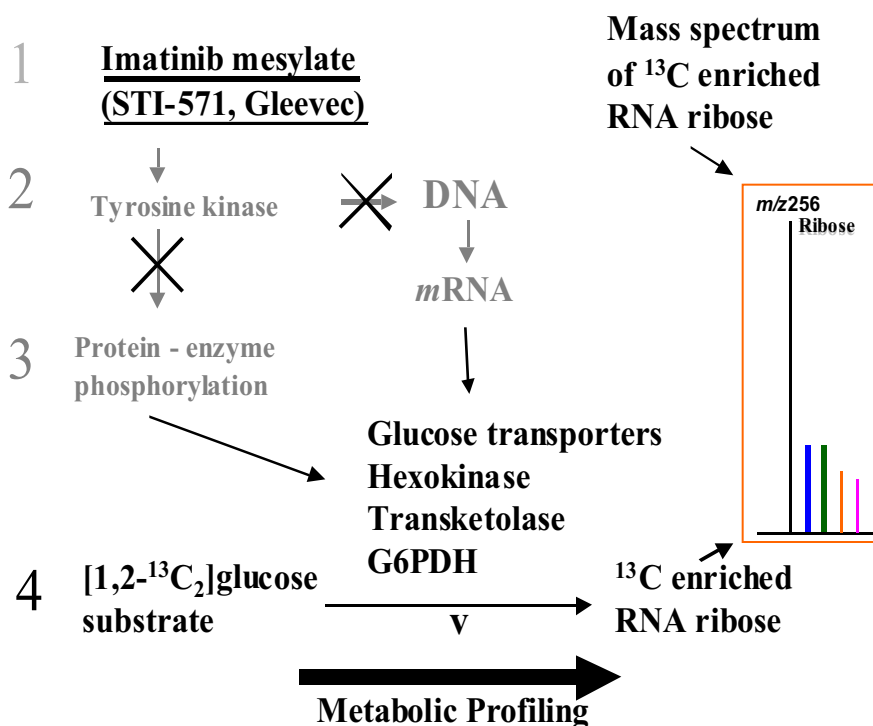 1
Imatinib mesylate
(STI-571, Gleevec)
Mass spectrum
of ¹³C enriched
RNA ribose
2
Tyrosine kinase
DNA
mRNA
m/z256
Ribose
3
Protein - enzyme
phosphorylation
Glucose transporters
Hexokinase
Transketolase
G6PDH
4
[1,2-¹³C₂]glucose
substrate
v
¹³C enriched
RNA ribose
Metabolic Profiling